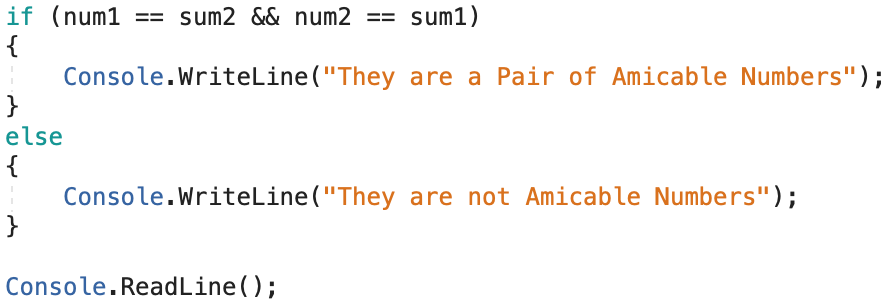 if (num1 == sum2 && num2 == sum1)
{
    Console.WriteLine("They are a Pair of Amicable Numbers");
}
else
{
    Console.WriteLine("They are not Amicable Numbers");
}

Console.ReadLine();